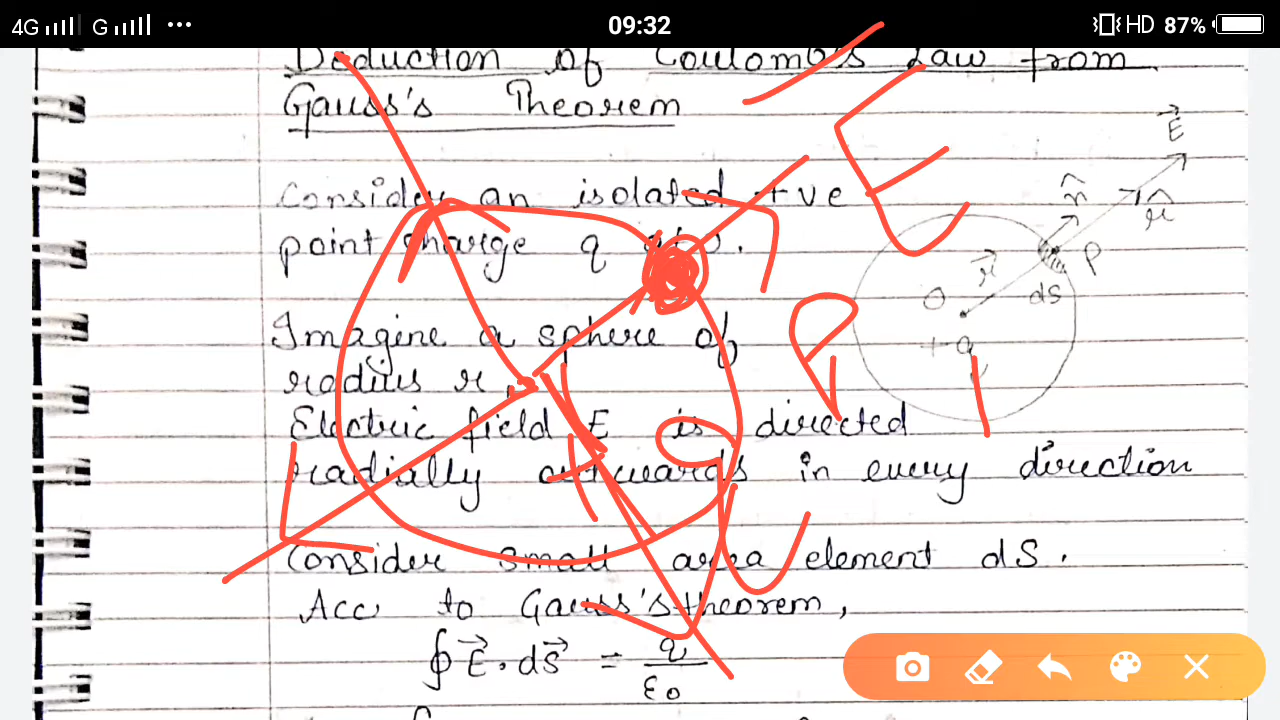 4G G 09:32 HD 87%
Deduction of Coulomb's Law from
Gauss's Theorem
Consider an isolated +ve
point charge q at O.
Imagine a sphere of
radius r,
Electric field E is directed
radially outwards in every direction
Consider small area element dS.
Acc to Gauss's theorem,
∮ E⃗ . dS⃗ = q/ε₀
E⃗
n̂
r̂
r⃗
P
O
dS
+q
E
P
+q